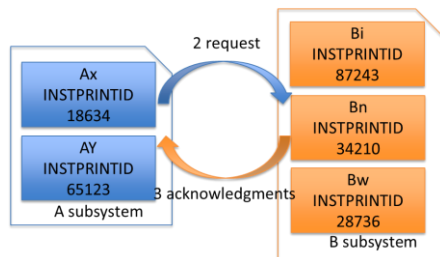 2 request
Ax
INSTPRINTID
18634
AY
INSTPRINTID
65123
A subsystem
3 acknowledgments
Bi
INSTPRINTID
87243
Bn
INSTPRINTID
34210
Bw
INSTPRINTID
28736
B subsystem